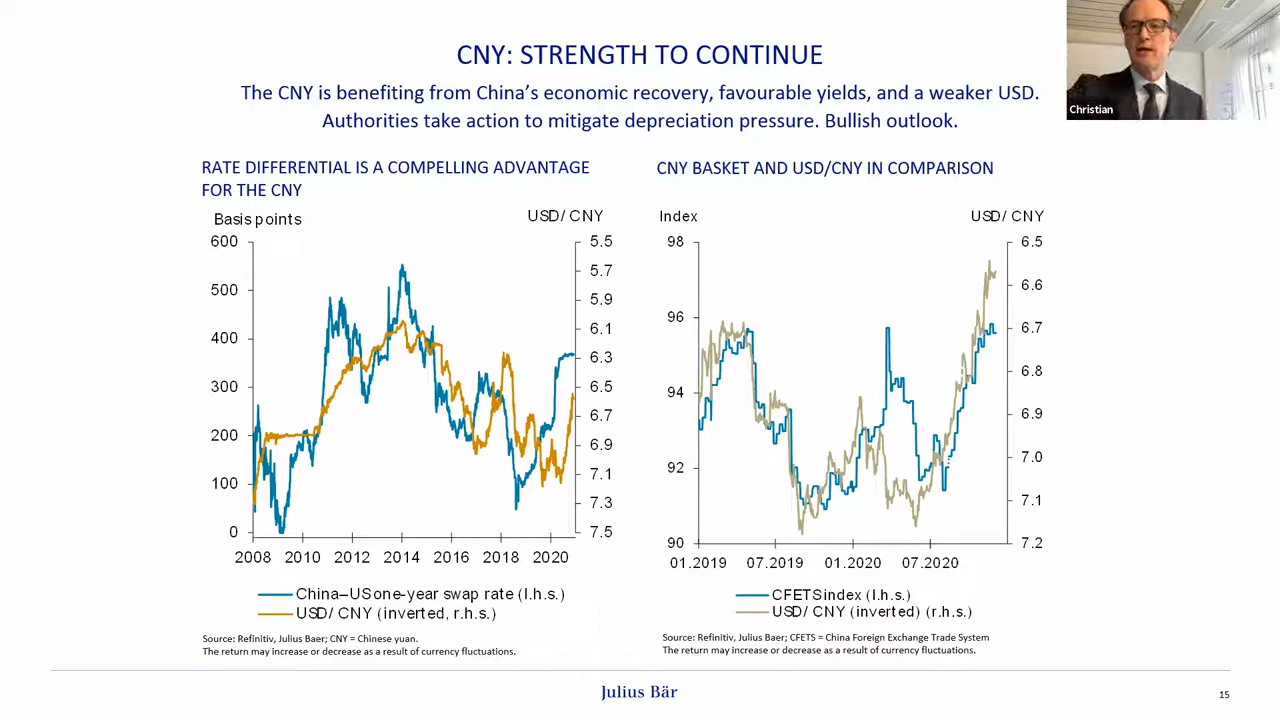 CNY: STRENGTH TO CONTINUE
The CNY is benefiting from China's economic recovery, favourable yields, and a weaker USD.
Authorities take action to mitigate depreciation pressure. Bullish outlook.
Christian
RATE DIFFERENTIAL IS A COMPELLING ADVANTAGE
FOR THE CNY
Basis points
USD/ CNY
600
500
400
300
200
100
0
5.5
5.7
5.9
6.1
6.3
6.5
6.7
6.9
7.1
7.3
7.5
2008 2010 2012 2014 2016 2018 2020
China–US one-year swap rate (l.h.s.)
USD/ CNY (inverted, r.h.s.)
Source: Refinitiv, Julius Baer; CNY = Chinese yuan.
The return may increase or decrease as a result of currency fluctuations.
CNY BASKET AND USD/CNY IN COMPARISON
Index
USD/ CNY
98
96
94
92
90
6.5
6.6
6.7
6.8
6.9
7.0
7.1
7.2
01.2019 07.2019 01.2020 07.2020
CFETS index (l.h.s.)
USD/ CNY (inverted) (r.h.s.)
Source: Refinitiv, Julius Baer; CFETS = China Foreign Exchange Trade System
The return may increase or decrease as a result of currency fluctuations.
Julius Bär
15